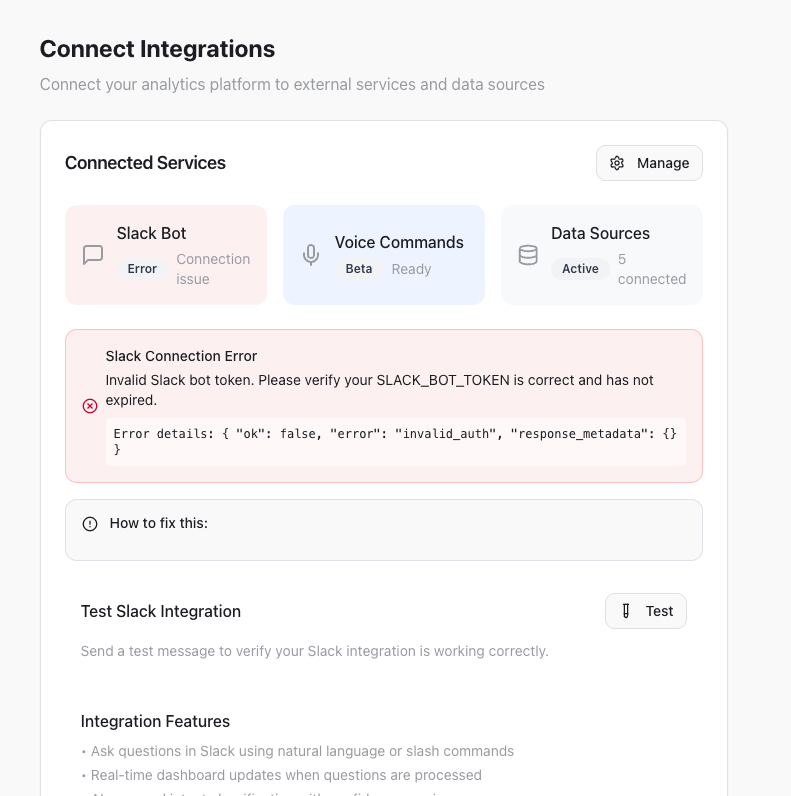 Connect Integrations
Connect your analytics platform to external services and data sources
Connected Services
Manage
Slack Bot
Error
Connection
issue
Voice Commands
Beta
Ready
Data Sources
Active
5
connected
Slack Connection Error
Invalid Slack bot token. Please verify your SLACK_BOT_TOKEN is correct and has not
expired.
Error details: { "ok": false, "error": "invalid_auth", "response_metadata": {}
}
How to fix this:
Test Slack Integration
Test
Send a test message to verify your Slack integration is working correctly.
Integration Features
• Ask questions in Slack using natural language or slash commands
• Real-time dashboard updates when questions are processed